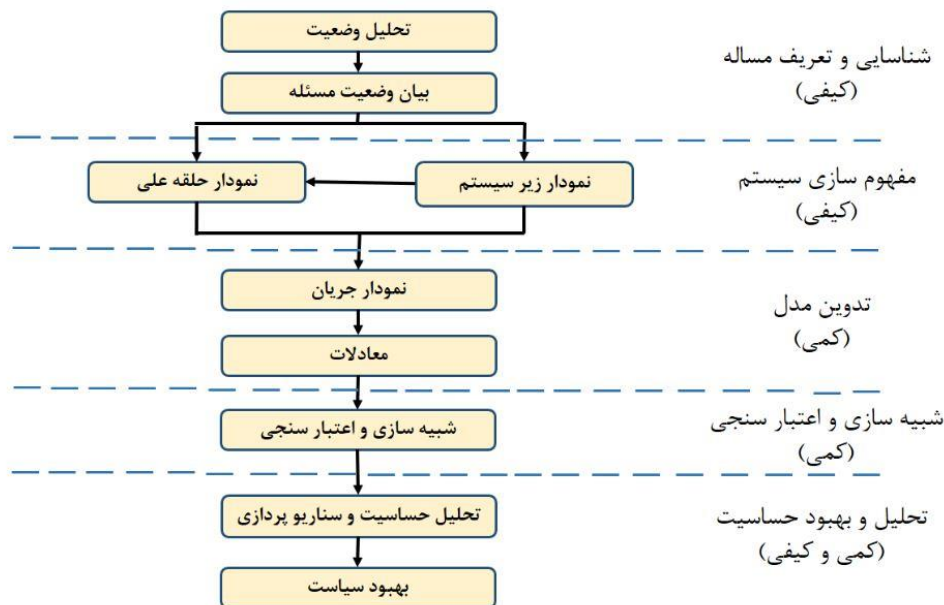 تحلیل وضعیت
بیان وضعیت مسئله
شناسایی و تعریف مساله
(کیفی)
نمودار زیر سیستم
نمودار حلقه علی
مفهوم سازی سیستم
(کیفی)
نمودار جریان
معادلات
تدوین مدل
(کمی)
شبیه سازی و اعتبار سنجی
شبیه سازی و اعتبار سنجی
(کمی)
تحلیل حساسیت و سناریو پردازی
بهبود سیاست
تحلیل و بهبود حساسیت
(کمی و کیفی)